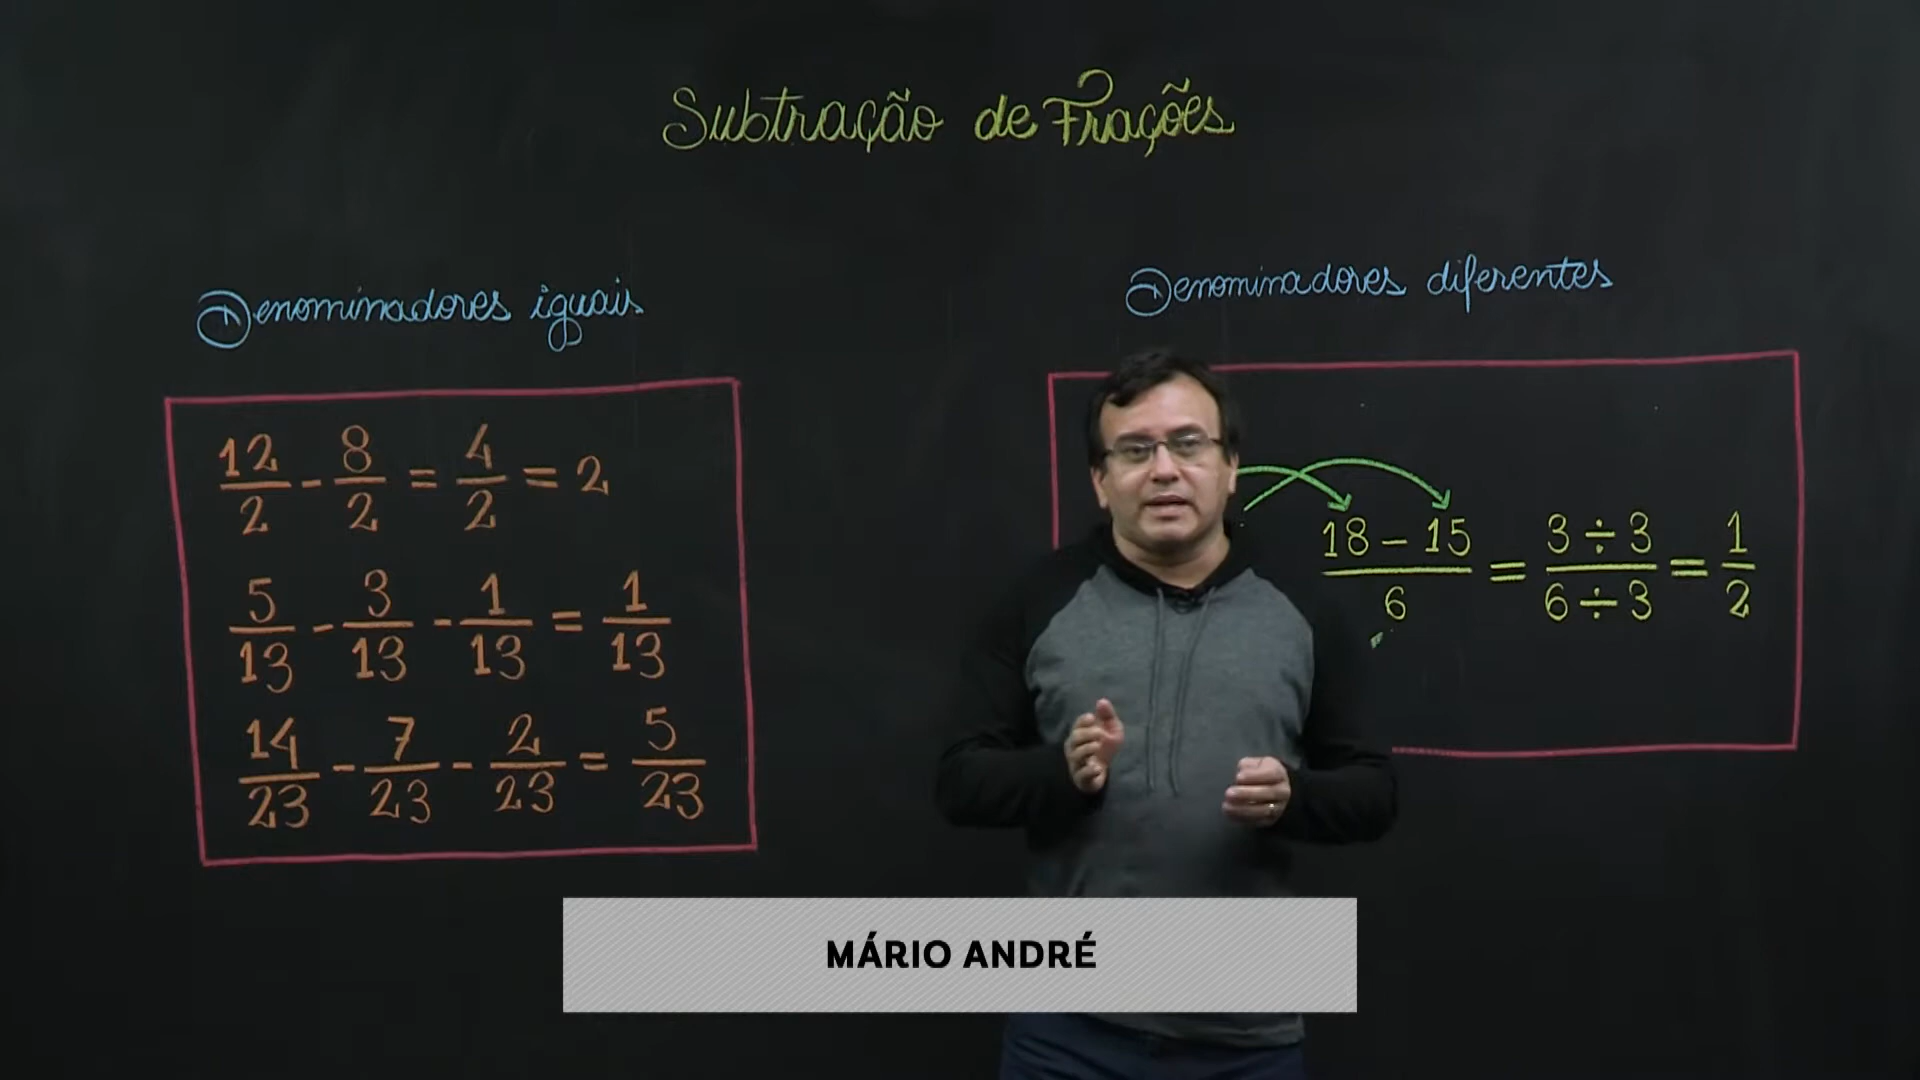 Subtração de Frações
Denominadores iguais
12/2 - 8/2 = 4/2 = 2
5/13 - 3/13 - 1/13 = 1/13
14/23 - 7/23 - 2/23 = 5/23
Denominadores diferentes
18 - 15/6 = 3 ÷ 3/6 ÷ 3 = 1/2
MÁRIO ANDRÉ